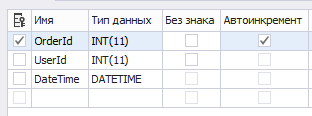 Имя Тип данных Без знака Автоинкремент
OrderId INT(11)
UserId INT(11)
DateTime DATETIME